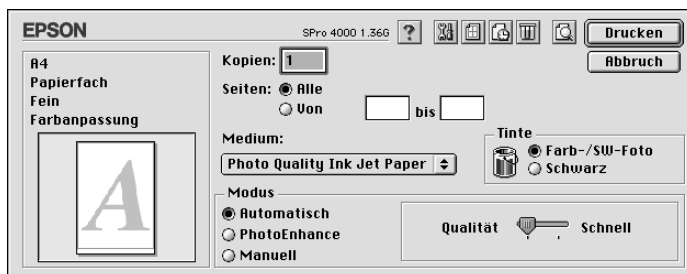 EPSON
SPro 4000 1.36G
?
Drucken
Abbruch
A4
Papierfach
Fein
Farbanpassung
A
Kopien: 1
Seiten: Alle
Von bis
Medium:
Photo Quality Ink Jet Paper
Tinte
Farb-/SW-Foto
Schwarz
Modus
Automatisch
PhotoEnhance
Manuell
Qualität Schnell